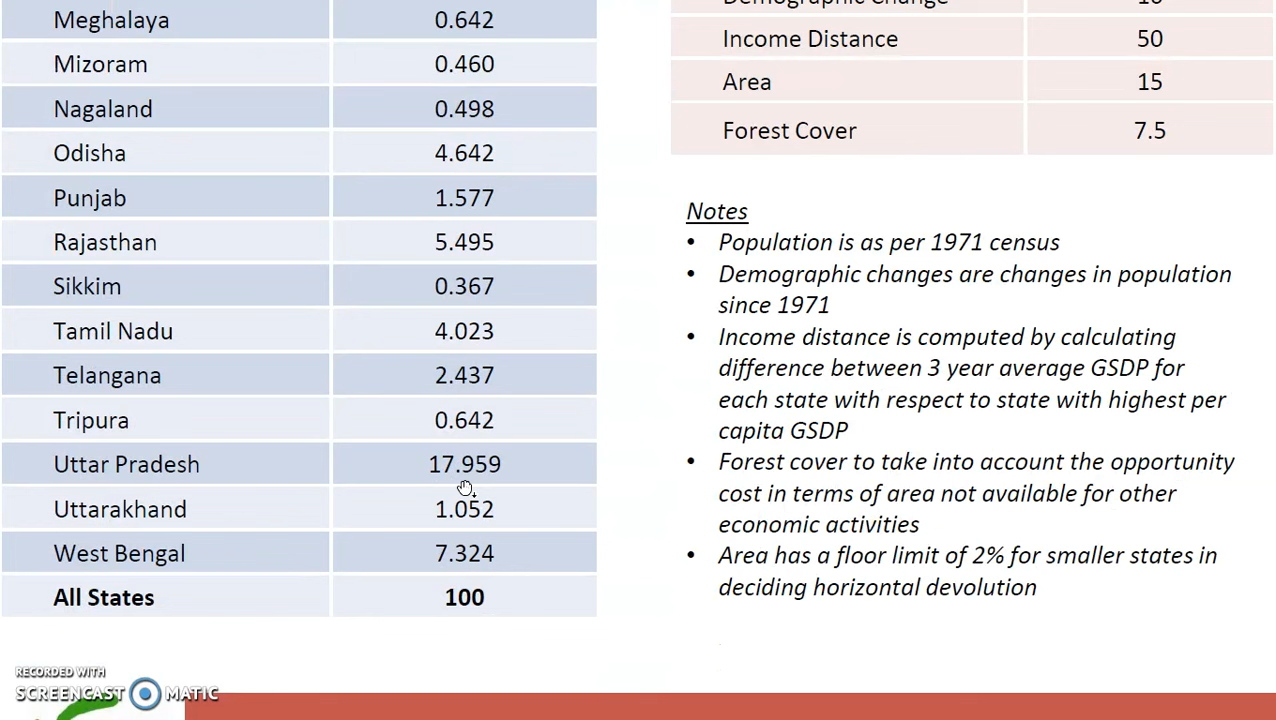 Meghalaya 0.642
Mizoram 0.460
Nagaland 0.498
Odisha 4.642
Punjab 1.577
Rajasthan 5.495
Sikkim 0.367
Tamil Nadu 4.023
Telangana 2.437
Tripura 0.642
Uttar Pradesh 17.959
Uttarakhand 1.052
West Bengal 7.324
All States 100
Demographic Change 10
Income Distance 50
Area 15
Forest Cover 7.5
Notes
• Population is as per 1971 census
• Demographic changes are changes in population
since 1971
• Income distance is computed by calculating
difference between 3 year average GSDP for
each state with respect to state with highest per
capita GSDP
• Forest cover to take into account the opportunity
cost in terms of area not available for other
economic activities
• Area has a floor limit of 2% for smaller states in
deciding horizontal devolution
RECORDED WITH
SCREENCAST MATIC